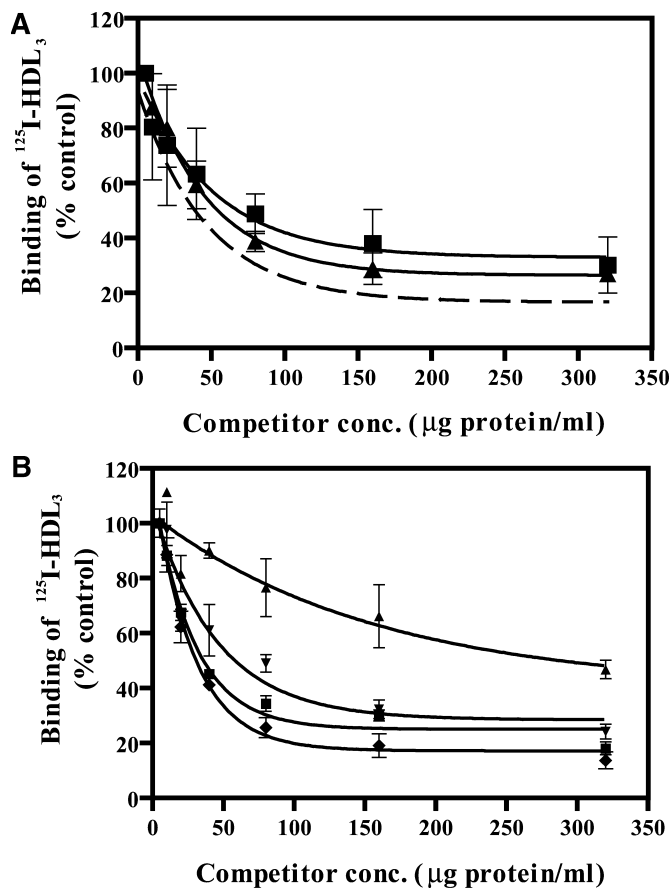 A
Binding of ¹²⁵I-HDL₃
(% control)
120
100
80
60
40
20
0
0 50 100 150 200 250 300 350
Competitor conc. (μg protein/ml)
B
Binding of ¹²⁵I-HDL₃
(% control)
120
100
80
60
40
20
0
0 50 100 150 200 250 300 350
Competitor conc. (μg protein/ml)